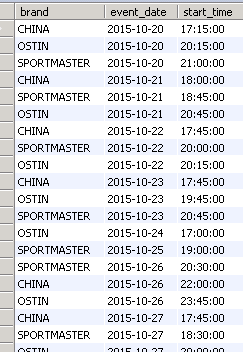 brand event_date start_time
CHINA 2015-10-20 17:15:00
OSTIN 2015-10-20 20:15:00
SPORTMASTER 2015-10-20 21:00:00
CHINA 2015-10-21 18:00:00
SPORTMASTER 2015-10-21 18:45:00
OSTIN 2015-10-21 20:45:00
CHINA 2015-10-22 17:45:00
SPORTMASTER 2015-10-22 20:00:00
OSTIN 2015-10-22 20:15:00
CHINA 2015-10-23 17:45:00
OSTIN 2015-10-23 19:45:00
SPORTMASTER 2015-10-23 20:45:00
OSTIN 2015-10-24 17:00:00
SPORTMASTER 2015-10-25 19:00:00
SPORTMASTER 2015-10-26 20:30:00
CHINA 2015-10-26 22:00:00
OSTIN 2015-10-26 23:45:00
CHINA 2015-10-27 17:45:00
SPORTMASTER 2015-10-27 18:30:00
OSTIN 2015-10-27 20:00:00